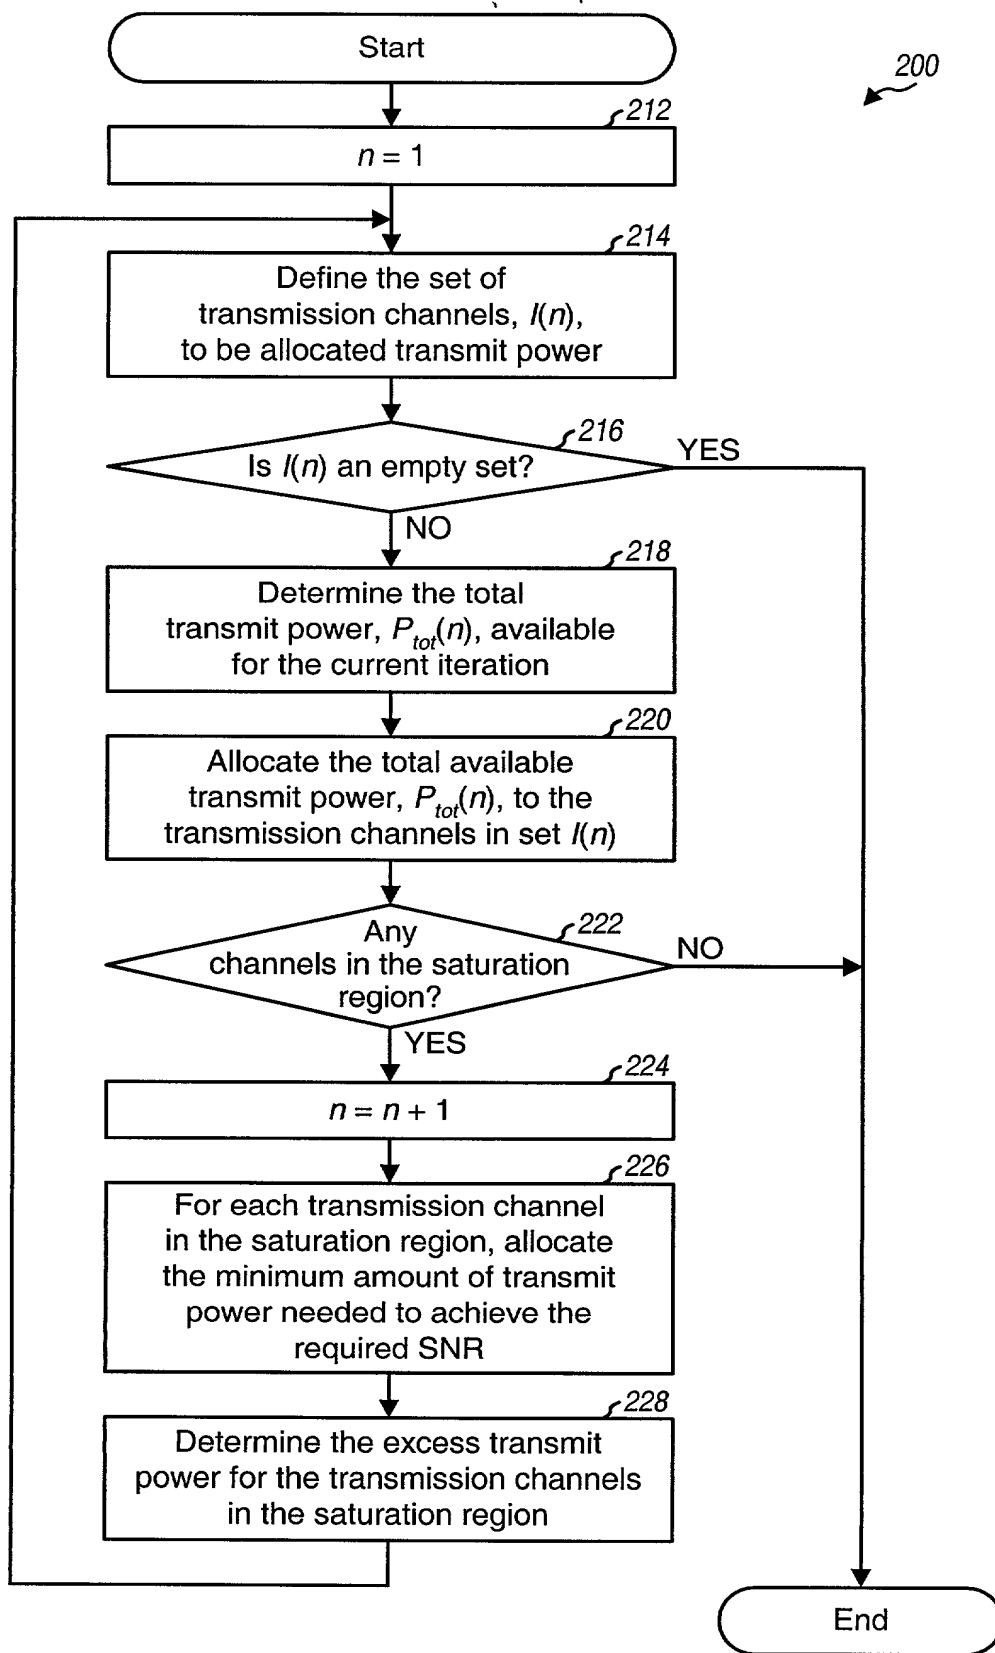 Start
200
212
n = 1
214
Define the set of
transmission channels, I(n),
to be allocated transmit power
216
Is I(n) an empty set?
YES
NO
218
Determine the total
transmit power, Ptot(n), available
for the current iteration
220
Allocate the total available
transmit power, Ptot(n), to the
transmission channels in set I(n)
222
Any
channels in the saturation
region?
NO
YES
224
n = n + 1
226
For each transmission channel
in the saturation region, allocate
the minimum amount of transmit
power needed to achieve the
required SNR
228
Determine the excess transmit
power for the transmission channels
in the saturation region
End